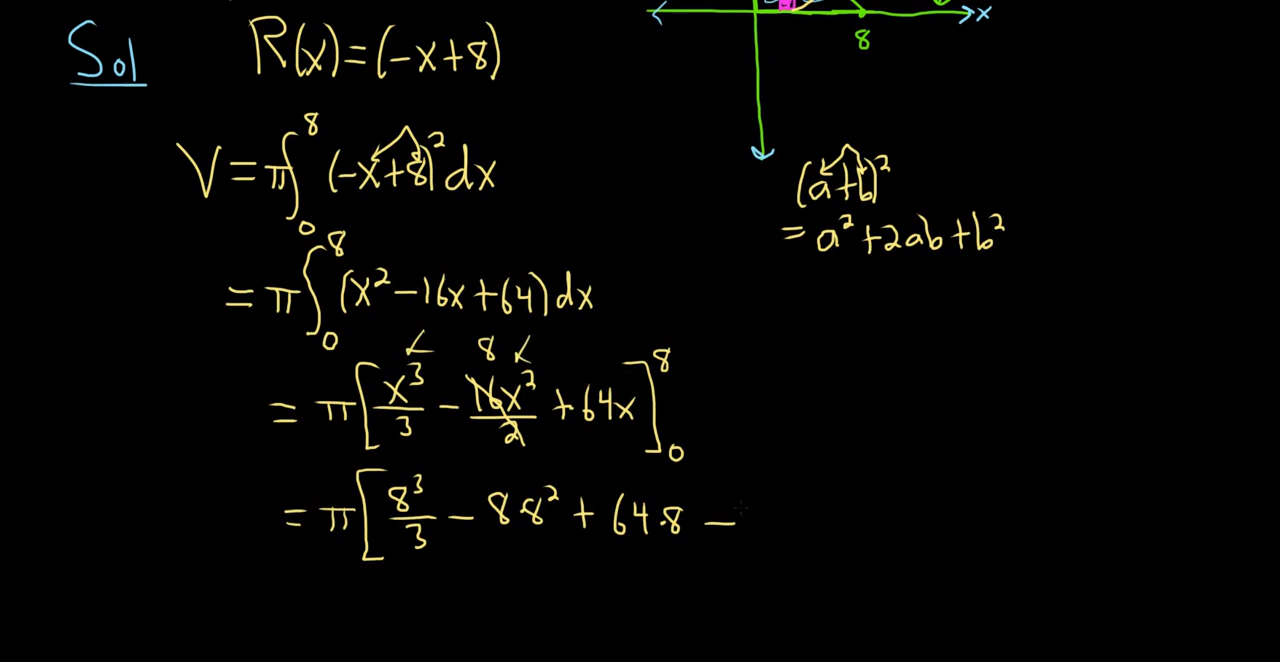 Sol R(x)=(-x+8)
x
8
V=π∫₀⁸ (-x+8)² dx
(a+b)²
= a²+2ab+b²
= π∫₀⁸ (x²-16x+64) dx
= π[x³/3 - 8 16x²/2 + 64x]₀⁸
= π[8³/3 - 8·8² + 64·8 -